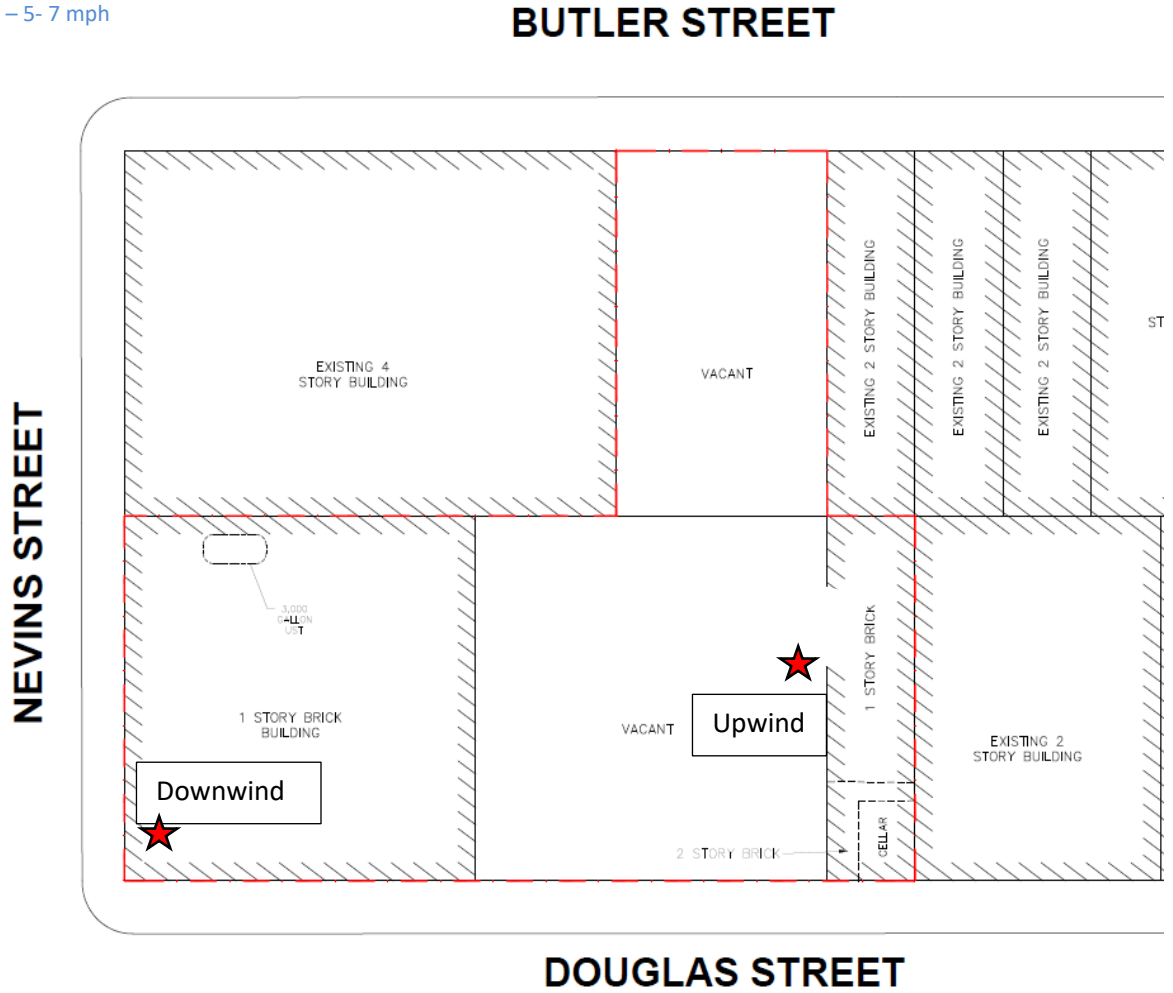 – 5- 7 mph
BUTLER STREET
EXISTING 4
STORY BUILDING
VACANT
EXISTING 2 STORY BUILDING
EXISTING 2 STORY BUILDING
EXISTING 2 STORY BUILDING
ST
NEVINS STREET
3,000
GALLON
UST
1 STORY BRICK
BUILDING
Downwind
VACANT
Upwind
1 STORY BRICK
EXISTING 2
STORY BUILDING
2 STORY BRICK
CELLAR
DOUGLAS STREET